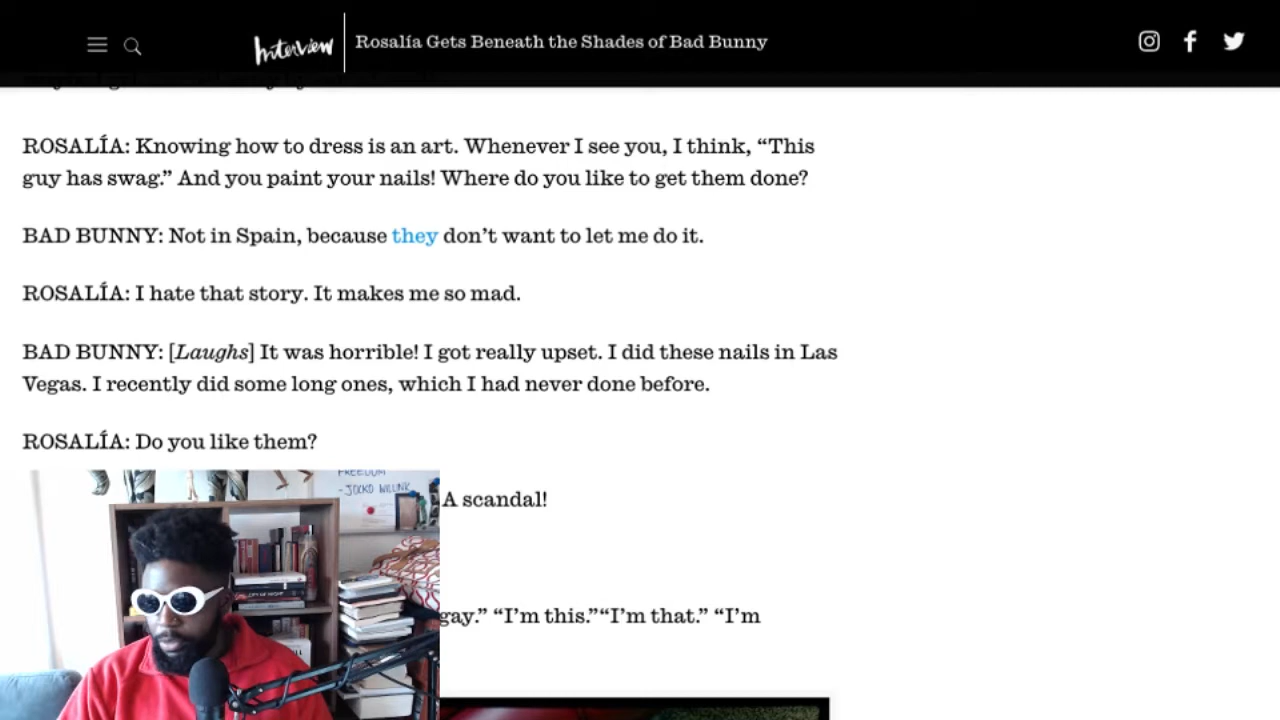 Interview
Rosalía Gets Beneath the Shades of Bad Bunny
ROSALÍA: Knowing how to dress is an art. Whenever I see you, I think, “This
guy has swag.” And you paint your nails! Where do you like to get them done?
BAD BUNNY: Not in Spain, because they don’t want to let me do it.
ROSALÍA: I hate that story. It makes me so mad.
BAD BUNNY: [Laughs] It was horrible! I got really upset. I did these nails in Las
Vegas. I recently did some long ones, which I had never done before.
ROSALÍA: Do you like them?
A scandal!
gay.” “I’m this.”“I’m that.” “I’m
FREEDOM
- JOCKO WILLINK